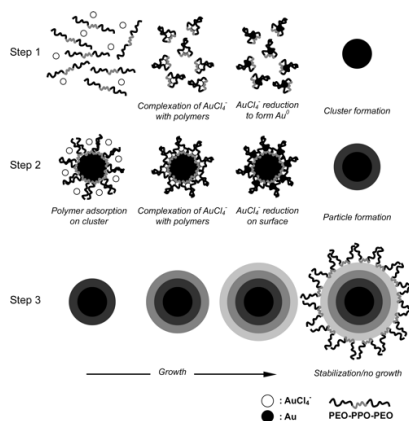 Step 1
Complexation of AuCl₄⁻
with polymers
AuCl₄⁻ reduction
to form Au⁰
Cluster formation
Step 2
Polymer adsorption
on cluster
Complexation of AuCl₄⁻
with polymers
AuCl₄⁻ reduction
on surface
Particle formation
Step 3
Growth
Stabilization/no growth
: AuCl₄⁻
: Au
PEO-PPO-PEO